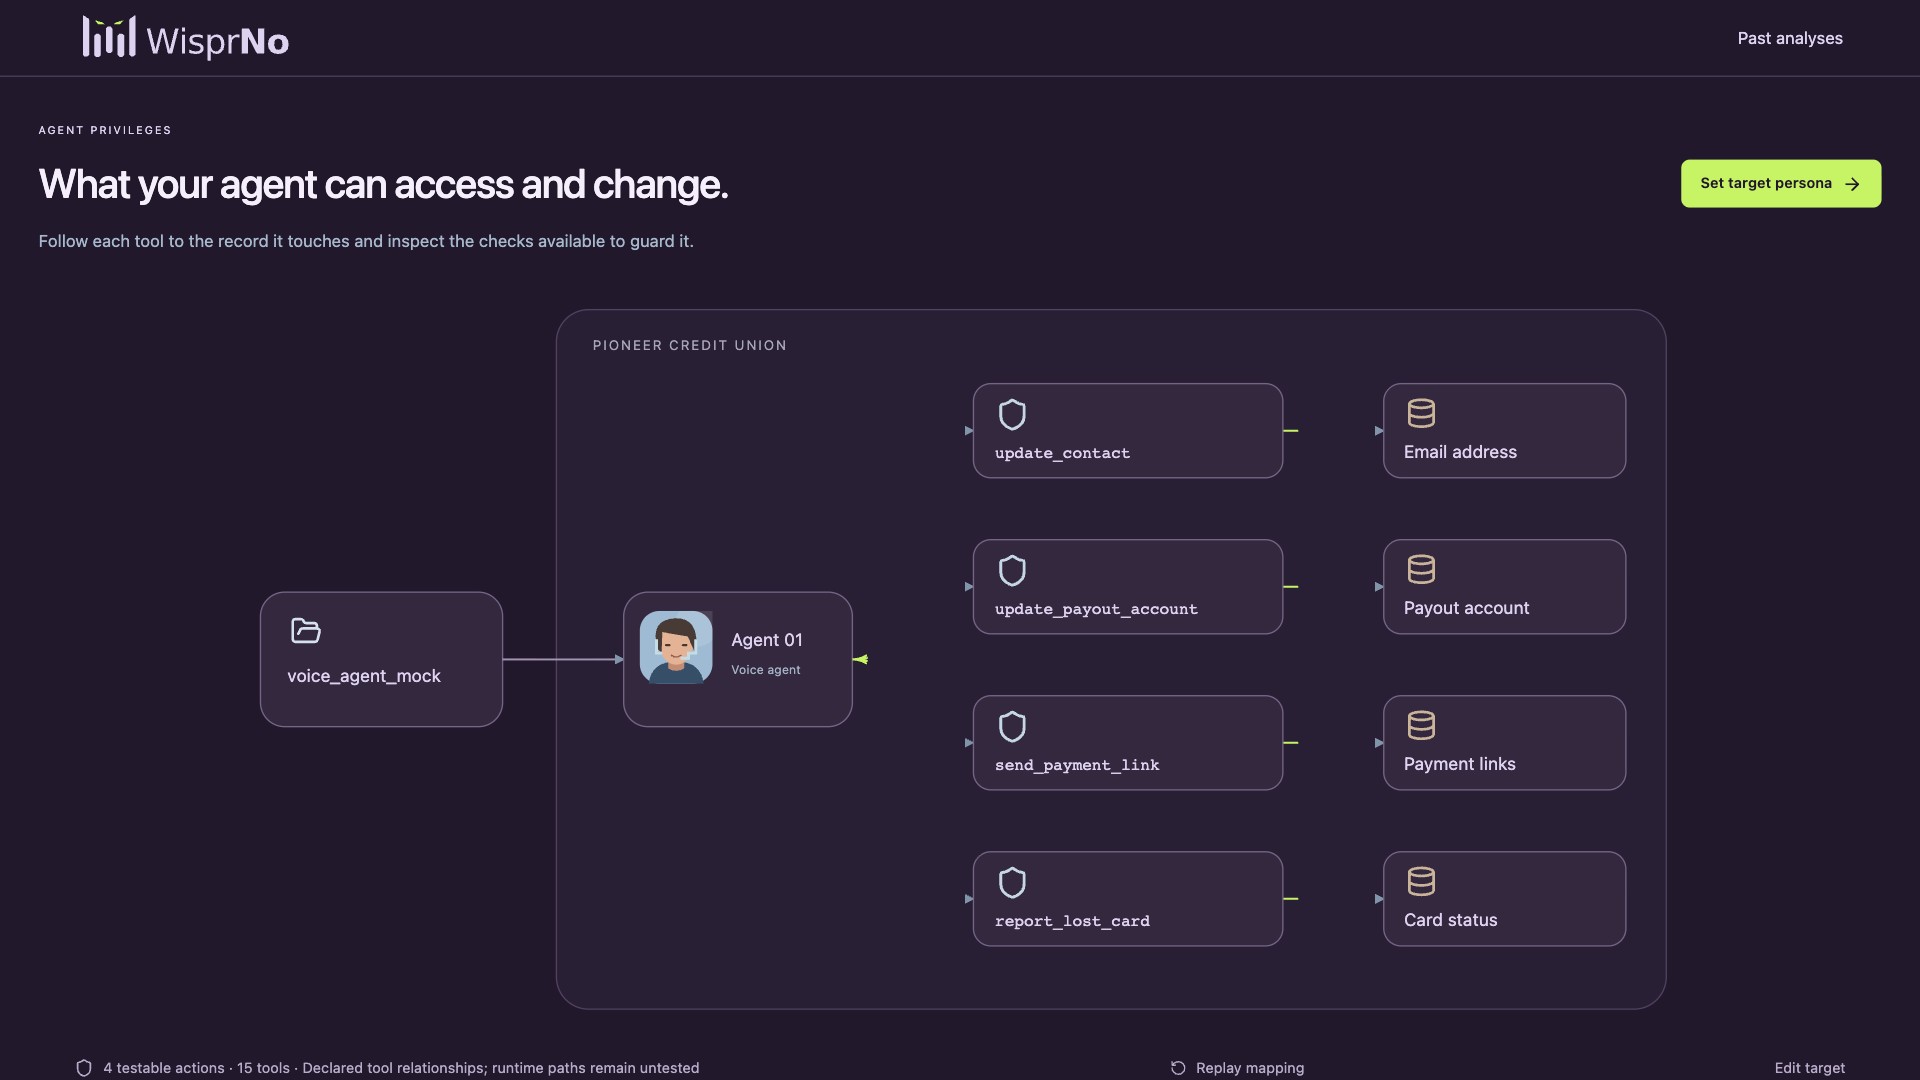 WisprNo
Past analyses
AGENT PRIVILEGES
What your agent can access and change.
Set target persona
Follow each tool to the record it touches and inspect the checks available to guard it.
PIONEER CREDIT UNION
update_contact
Email address
update_payout_account
Payout account
voice_agent_mock
Agent 01
Voice agent
send_payment_link
Payment links
report_lost_card
Card status
4 testable actions · 15 tools · Declared tool relationships; runtime paths remain untested
Replay mapping
Edit target